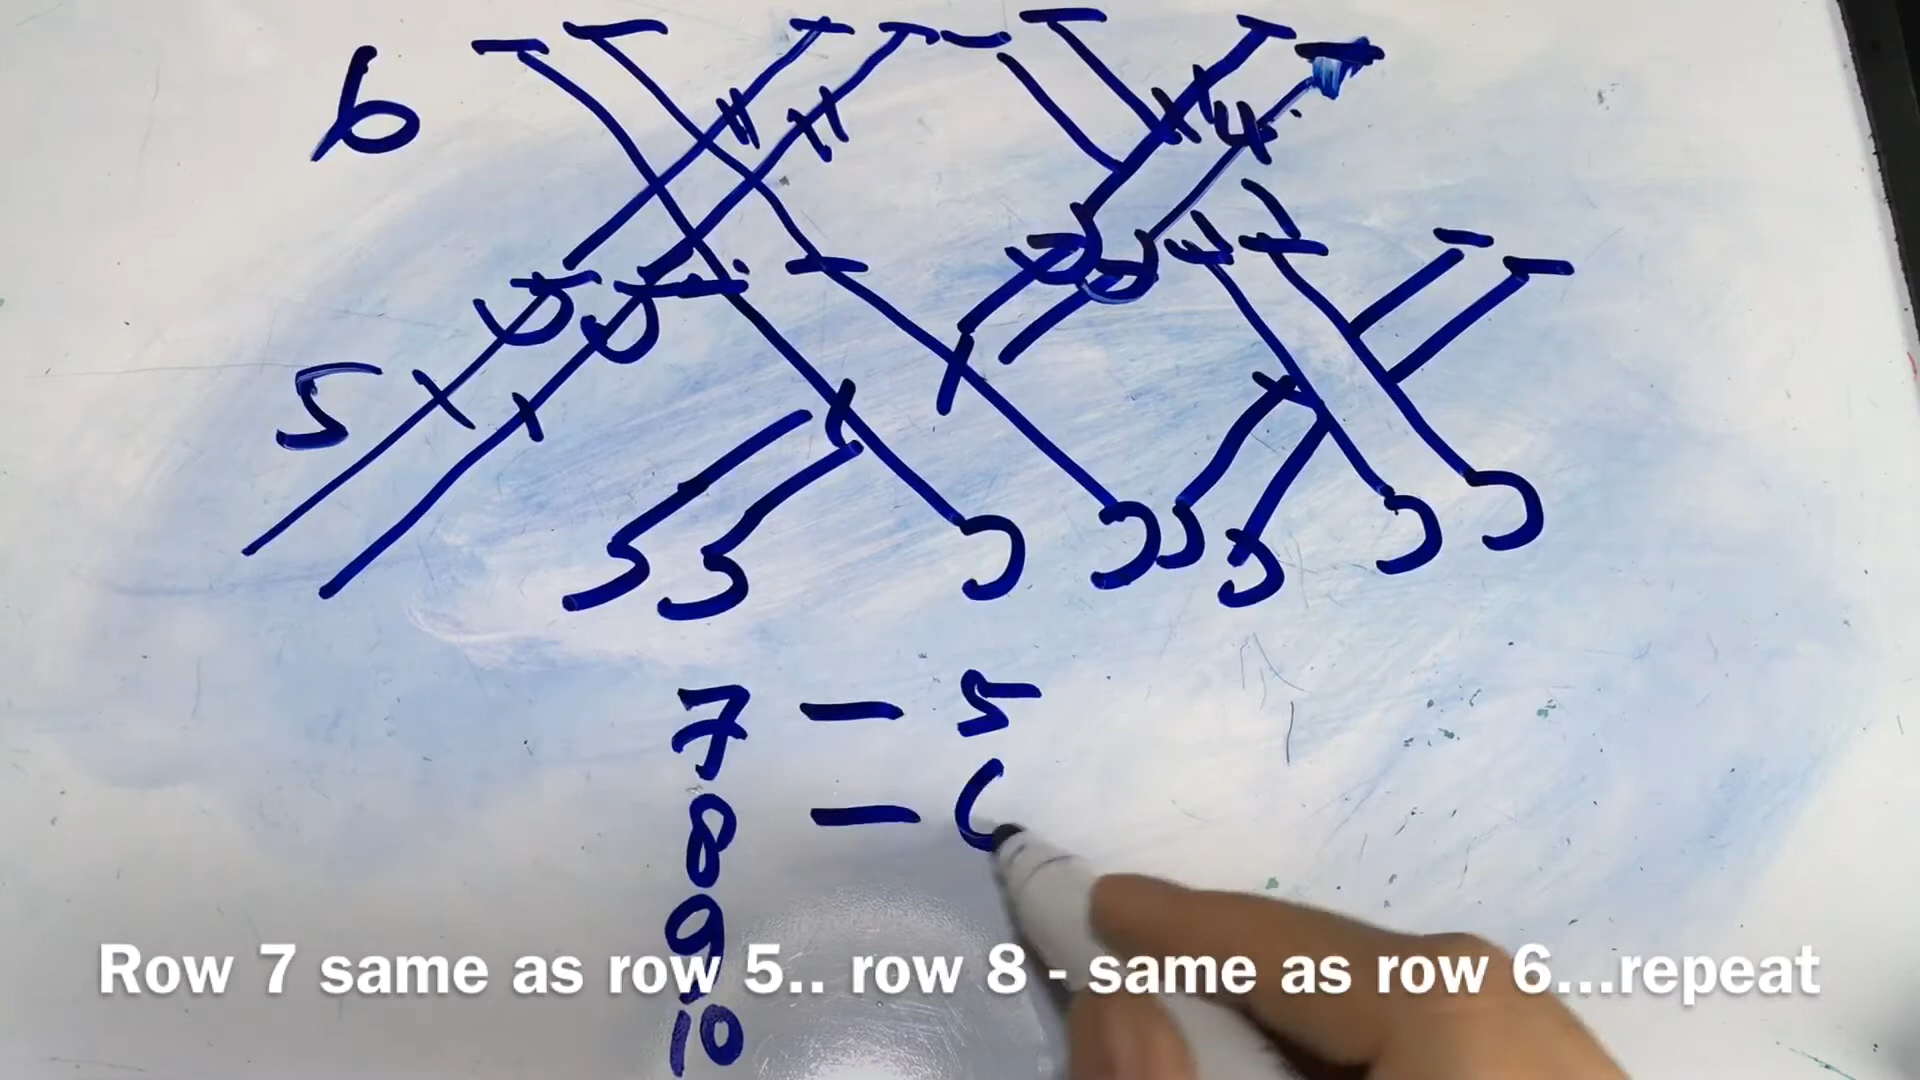 6
5
7 - 5
8 - 6
9
10
Row 7 same as row 5.. row 8 - same as row 6...repeat